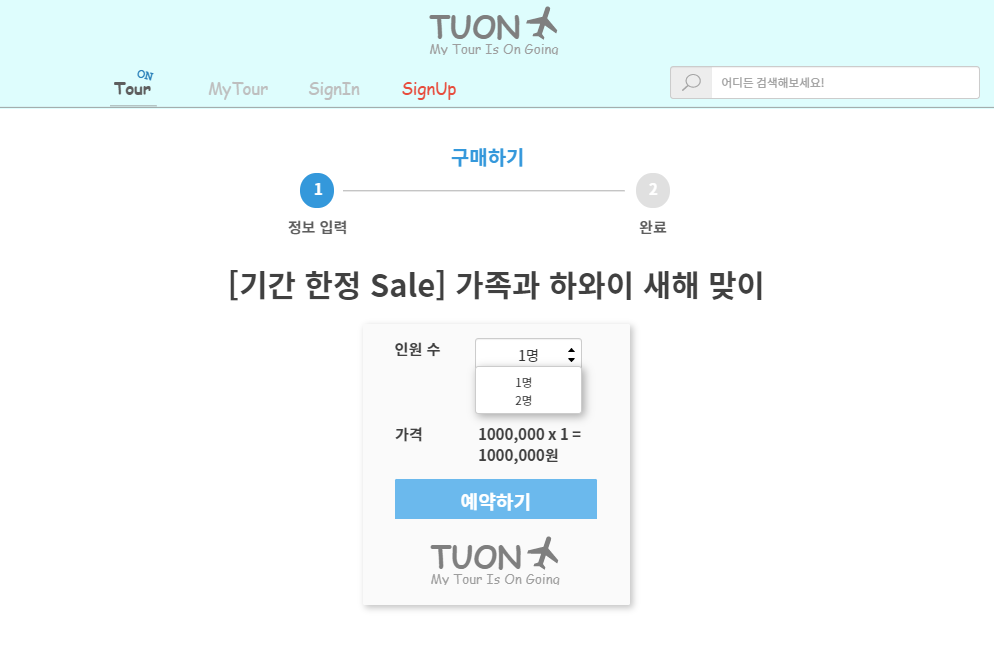 TUON
My Tour Is On Going
ON
Tour
MyTour
SignIn
SignUp
어디든 검색해보세요!
구매하기
1
2
정보 입력
완료
[기간 한정 Sale] 가족과 하와이 새해 맞이
인원 수
1명
1명
2명
가격
1000,000 x 1 =
1000,000원
예약하기
TUON
My Tour Is On Going